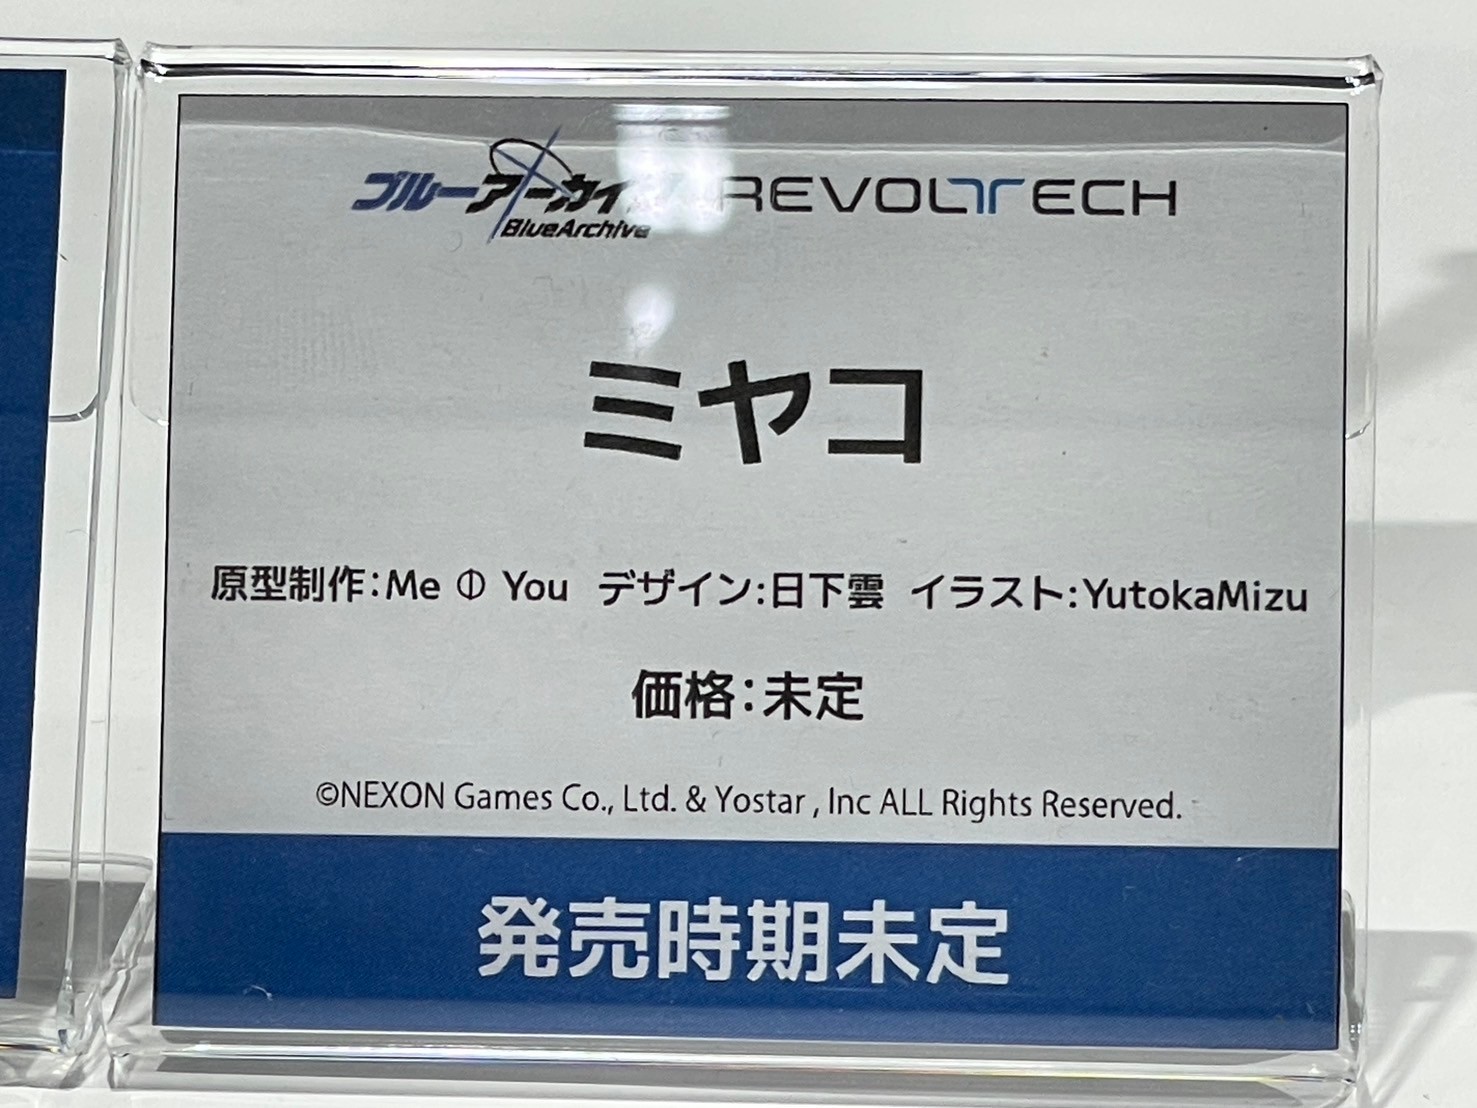 ブルーアーカイブ REVOLTECH
BlueArchive
ミヤコ
原型制作:Me Φ You デザイン:日下雲 イラスト:YutokaMizu
価格:未定
©NEXON Games Co., Ltd. & Yostar , Inc ALL Rights Reserved.
発売時期未定